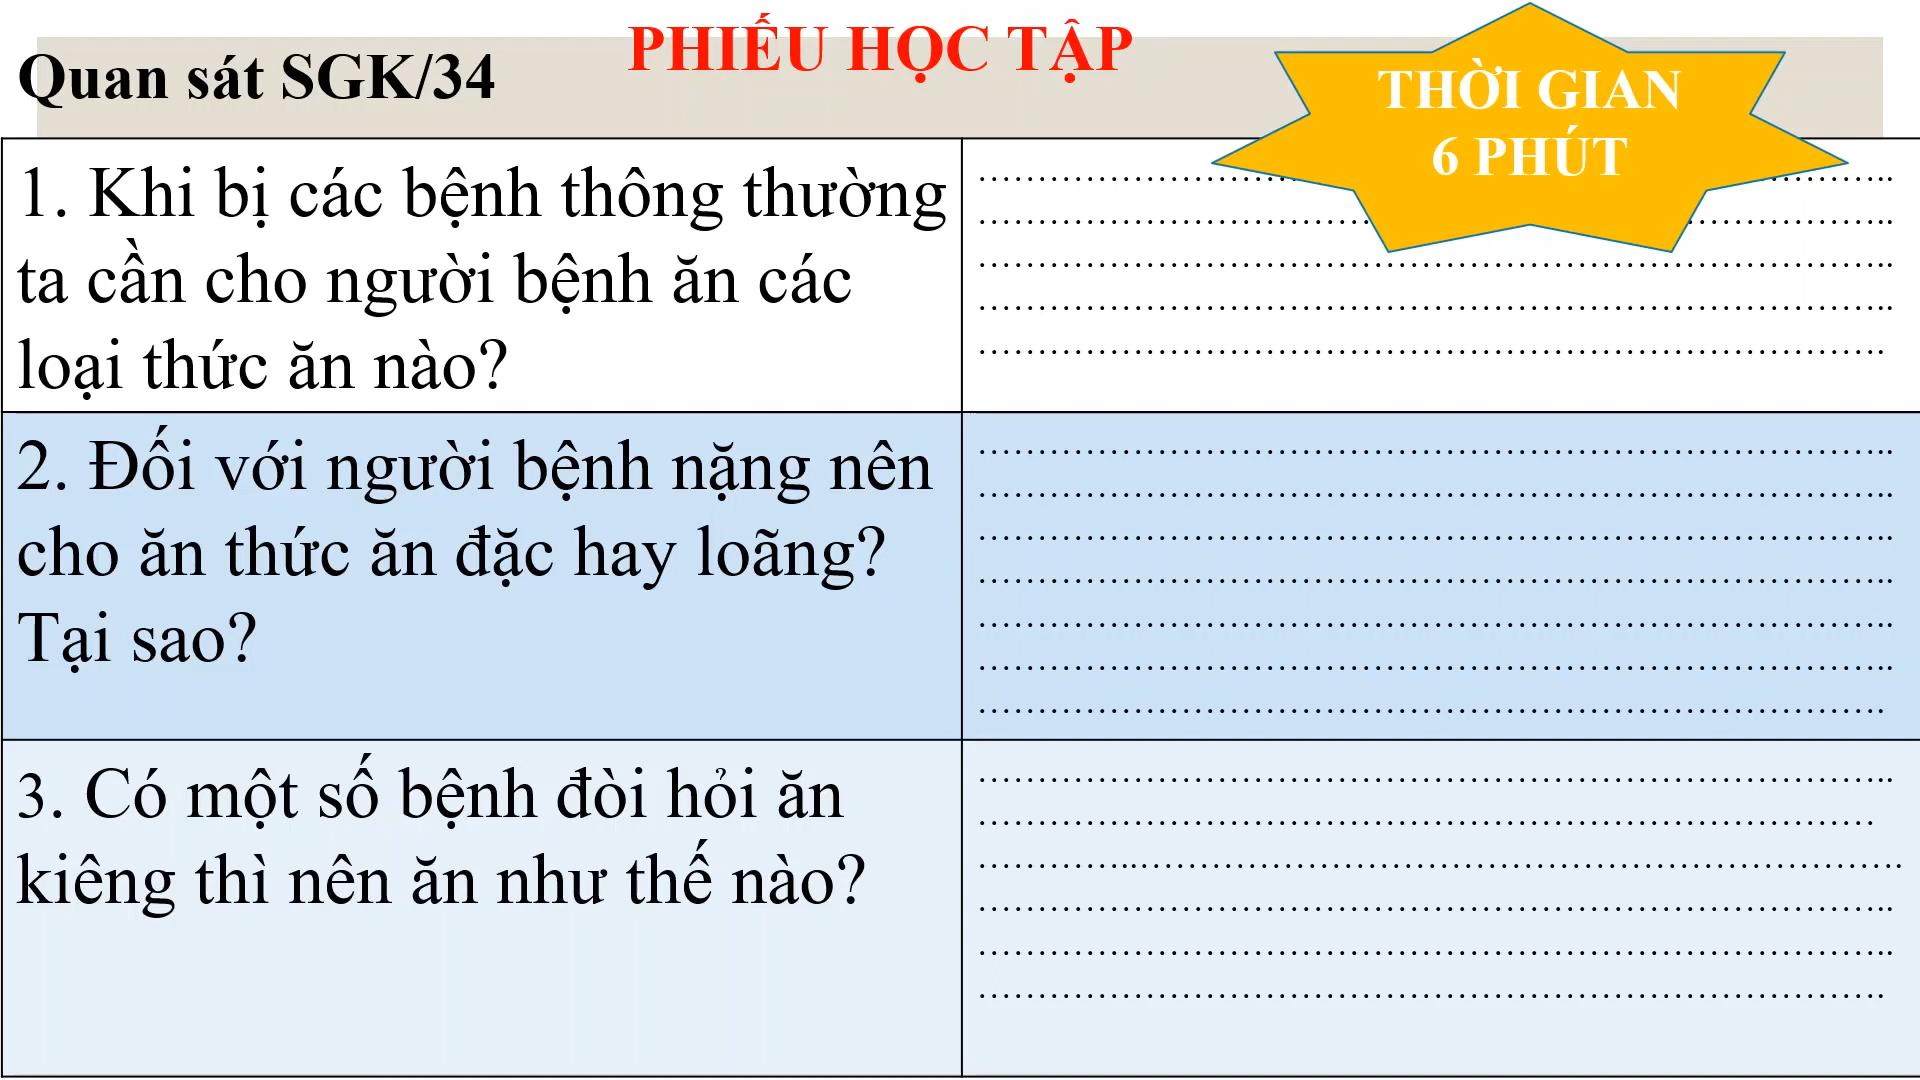 PHIẾU HỌC TẬP
Quan sát SGK/34
THỜI GIAN
6 PHÚT
1. Khi bị các bệnh thông thường
ta cần cho người bệnh ăn các
loại thức ăn nào?
2. Đối với người bệnh nặng nên
cho ăn thức ăn đặc hay loãng?
Tại sao?
3. Có một số bệnh đòi hỏi ăn
kiêng thì nên ăn như thế nào?